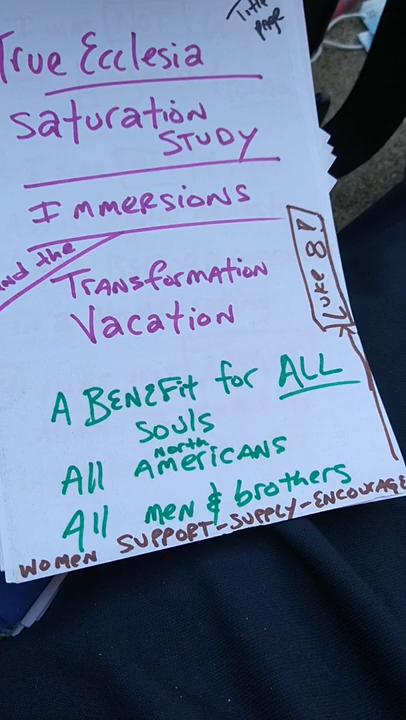 Title
Page
True Ecclesia
Saturation
STUDY
IMMERSIONS
and the
TRANSformation
Vacation
Luke 8
A BENEFit for ALL
souls
north
All AMERICANS
All men & brothers
WOMEN SUPPORT-SUPPLY-ENCOURAGE